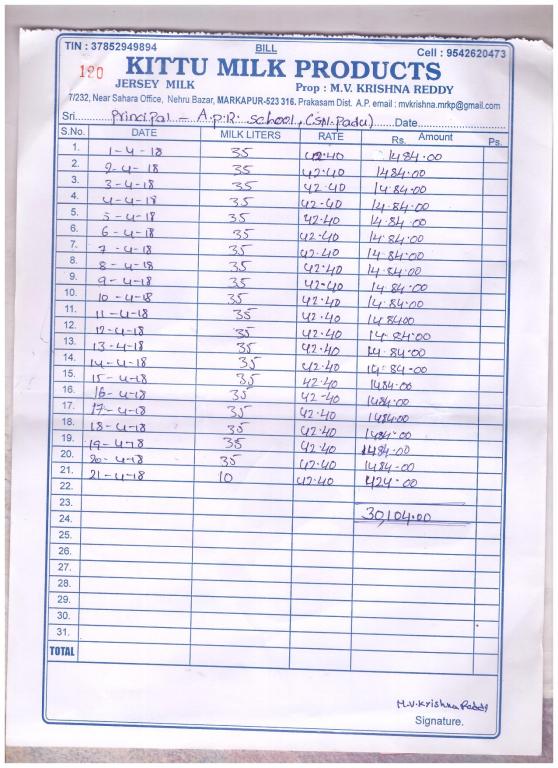 TIN : 37852949894 BILL Cell : 9542620473
120 KITTU MILK PRODUCTS
JERSEY MILK Prop : M.V. KRISHNA REDDY
7/232, Near Sahara Office, Nehru Bazar, MARKAPUR-523 316. Prakasam Dist. A.P. email : mvkrishna.mrkp@gmail.com
Sri. principal - A.p.R. school, (SN. Padu) Date
S.No. DATE MILK LITERS RATE Rs. Amount Ps.
1. 1-4-18 35 42.40 1484.00
2. 2-4-18 35 42.40 1484.00
3. 3-4-18 35 42.40 1484.00
4. 4-4-18 35 42.40 1484.00
5. 5-4-18 35 42.40 1484.00
6. 6-4-18 35 42.40 1484.00
7. 7-4-18 35 42.40 1484.00
8. 8-4-18 35 42.40 1484.00
9. 9-4-18 35 42.40 1484.00
10. 10-4-18 35 42.40 1484.00
11. 11-4-18 35 42.40 1484.00
12. 12-4-18 35 42.40 1484.00
13. 13-4-18 35 42.40 1484.00
14. 14-4-18 35 42.40 1484.00
15. 15-4-18 35 42.40 1484.00
16. 16-4-18 35 42.40 1484.00
17. 17-4-18 35 42.40 1484.00
18. 18-4-18 35 42.40 1484.00
19. 19-4-18 35 42.40 1484.00
20. 20-4-18 35 42.40 1484.00
21. 21-4-18 10 42.40 424.00
22.
23.
24. 30,104.00
25.
26.
27.
28.
29.
30.
31.
TOTAL
M.V.Krishna Reddy
Signature.